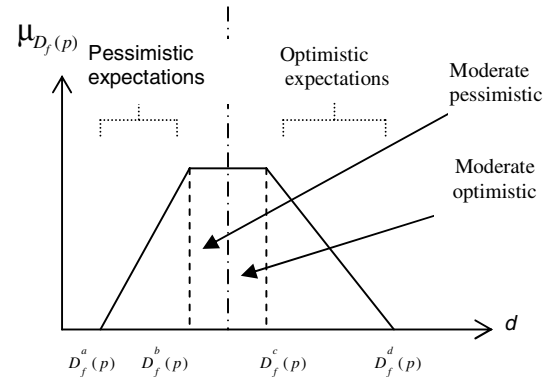 μ_{D_f(p)}
Pessimistic
expectations
Optimistic
expectations
Moderate
pessimistic
Moderate
optimistic
d
D_f^a(p) D_f^b(p) D_f^c(p) D_f^d(p)